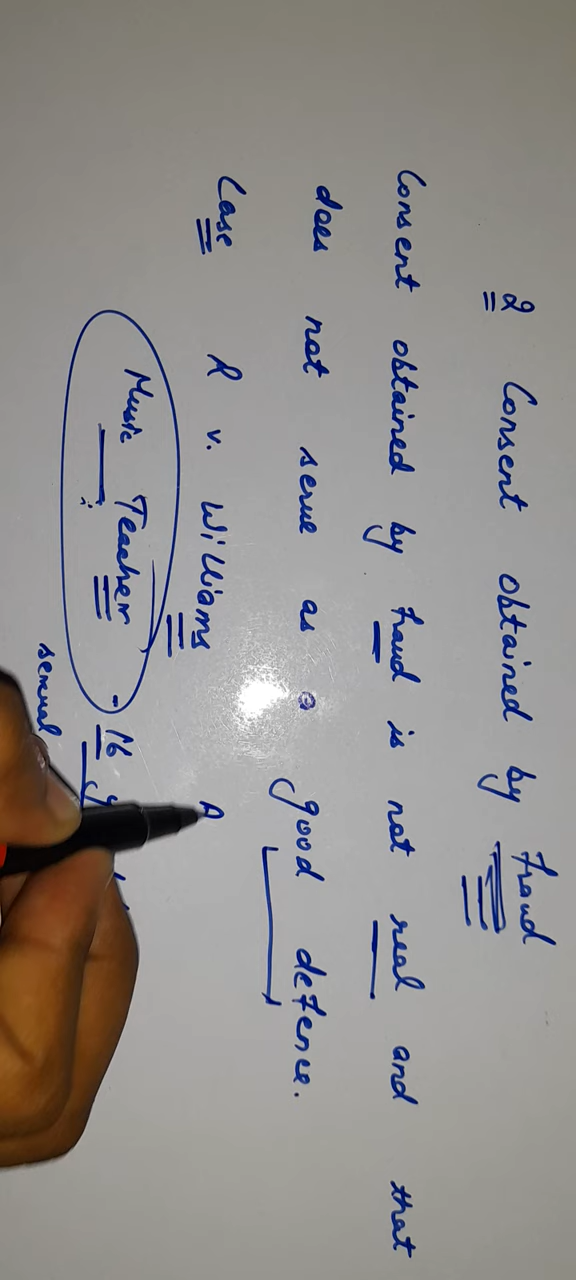 2 Consent obtained by Fraud
Consent obtained by fraud is not real and that
does not serve as a good defence.
Case R v. Williams A
Music Teacher - 16